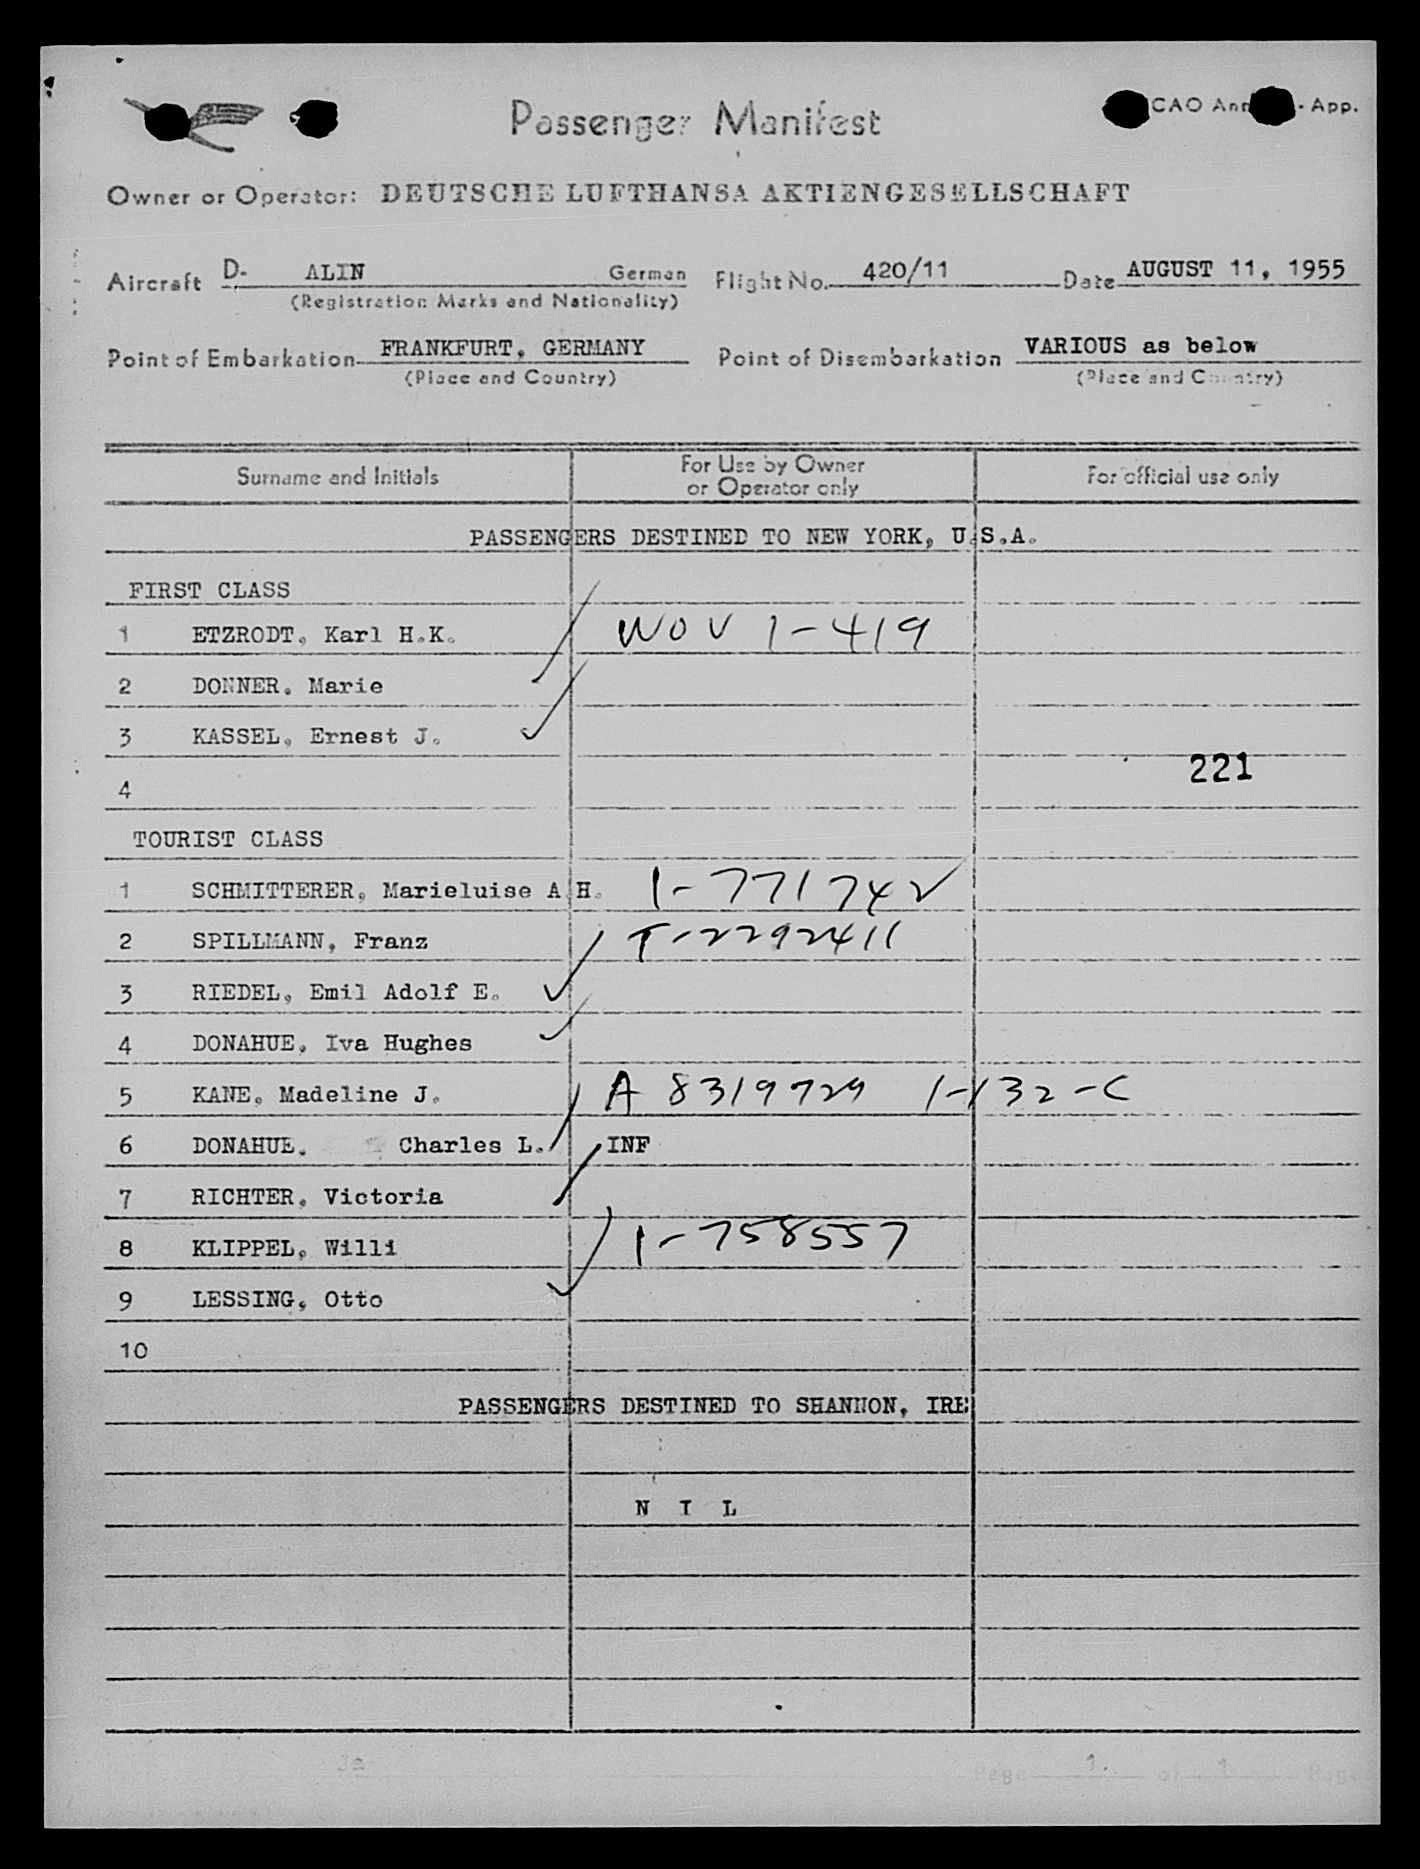 CAO Ann - App.
Passenger Manifest
Owner or Operator: DEUTSCHE LUFTHANSA AKTIENGESELLSCHAFT
Aircraft D- ALIN German Flight No. 420/11 Date AUGUST 11, 1955
(Registration Marks and Nationality)
Point of Embarkation FRANKFURT, GERMANY Point of Disembarkation VARIOUS as below
(Place and Country) (Place and Country)
Surname and Initials For Use by Owner or Operator only For official use only
PASSENGERS DESTINED TO NEW YORK, U.S.A.
FIRST CLASS
1 ETZRODT, Karl H.K. WOV 1-419
2 DONNER, Marie
3 KASSEL, Ernest J.
221
4
TOURIST CLASS
1 SCHMITTERER, Marieluise A.H. 1-771742
2 SPILLMANN, Franz T-2292411
3 RIEDEL, Emil Adolf E.
4 DONAHUE, Iva Hughes
5 KANE, Madeline J. A 8319729 1-132-C
6 DONAHUE, Charles L. INF
7 RICHTER, Victoria
8 KLIPPEL, Willi 1-758557
9 LESSING, Otto
10
PASSENGERS DESTINED TO SHANNON, IRE
N I L
Page 1. of 1